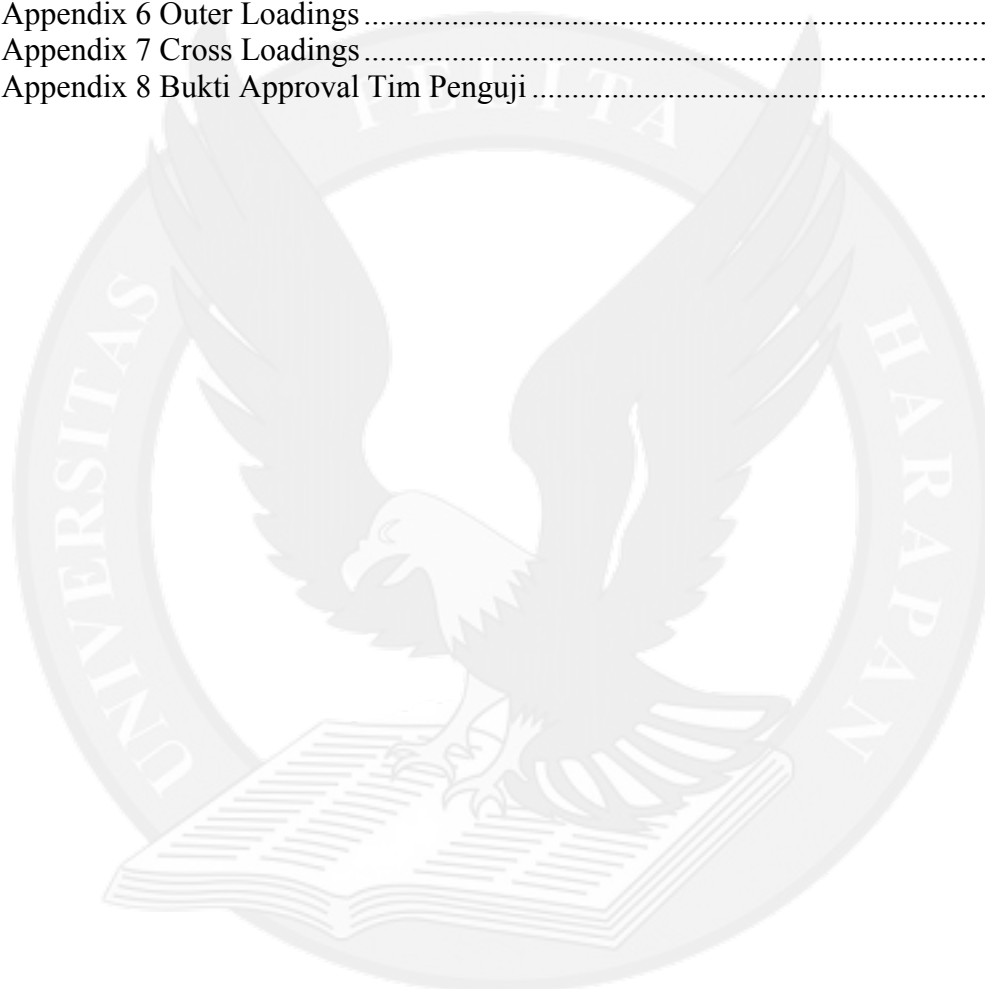 Appendix 6 Outer Loadings ........................................................................................
Appendix 7 Cross Loadings ........................................................................................
Appendix 8 Bukti Approval Tim Penguji ................................................................
UNIVERSITAS PELITA HARAPAN